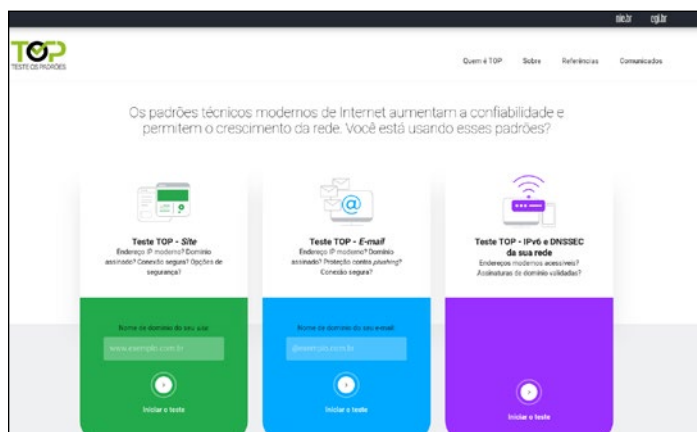 nic.br cgi.br
TOP
TESTE OS PADRÕES
Quem é TOP Sobre Referências Comunicados
Os padrões técnicos modernos de Internet aumentam a confiabilidade e
permitem o crescimento da rede. Você está usando esses padrões?
Teste TOP - Site
Endereço IP moderno? Domínio
assinado? Conexão segura? Opções de
segurança?
Nome de domínio do seu site:
www.exemplo.com.br
Iniciar o teste
Teste TOP - E-mail
Endereço IP moderno? Domínio
assinado? Proteção contra phishing?
Conexão segura?
Nome de domínio do seu e-mail:
@exemplo.com.br
Iniciar o teste
Teste TOP - IPv6 e DNSSEC
da sua rede
Endereços modernos acessíveis?
Assinaturas de domínio validadas?
Iniciar o teste